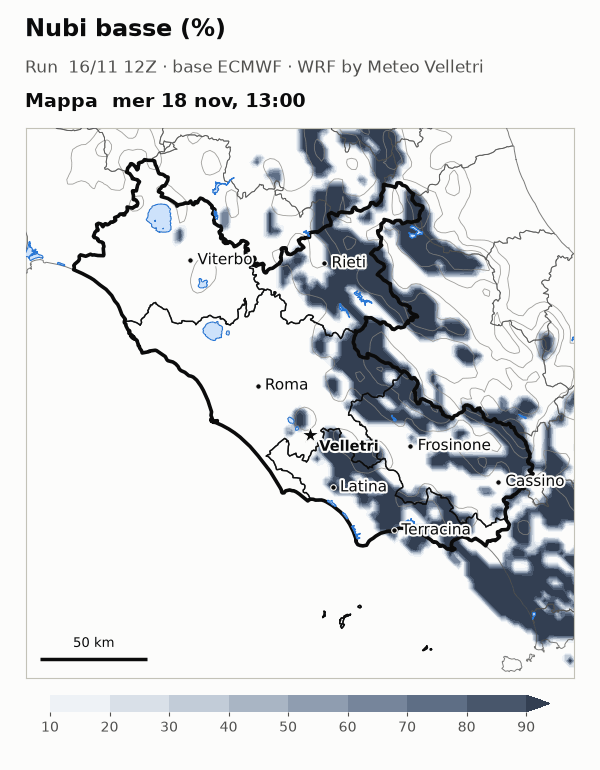 Nubi basse (%)
Run  16/11 12Z · base ECMWF · WRF by Meteo Velletri
Mappa  mer 18 nov, 13:00
Viterbo
Rieti
Roma
Velletri
Frosinone
Cassino
Latina
Terracina
50 km
10 20 30 40 50 60 70 80 90